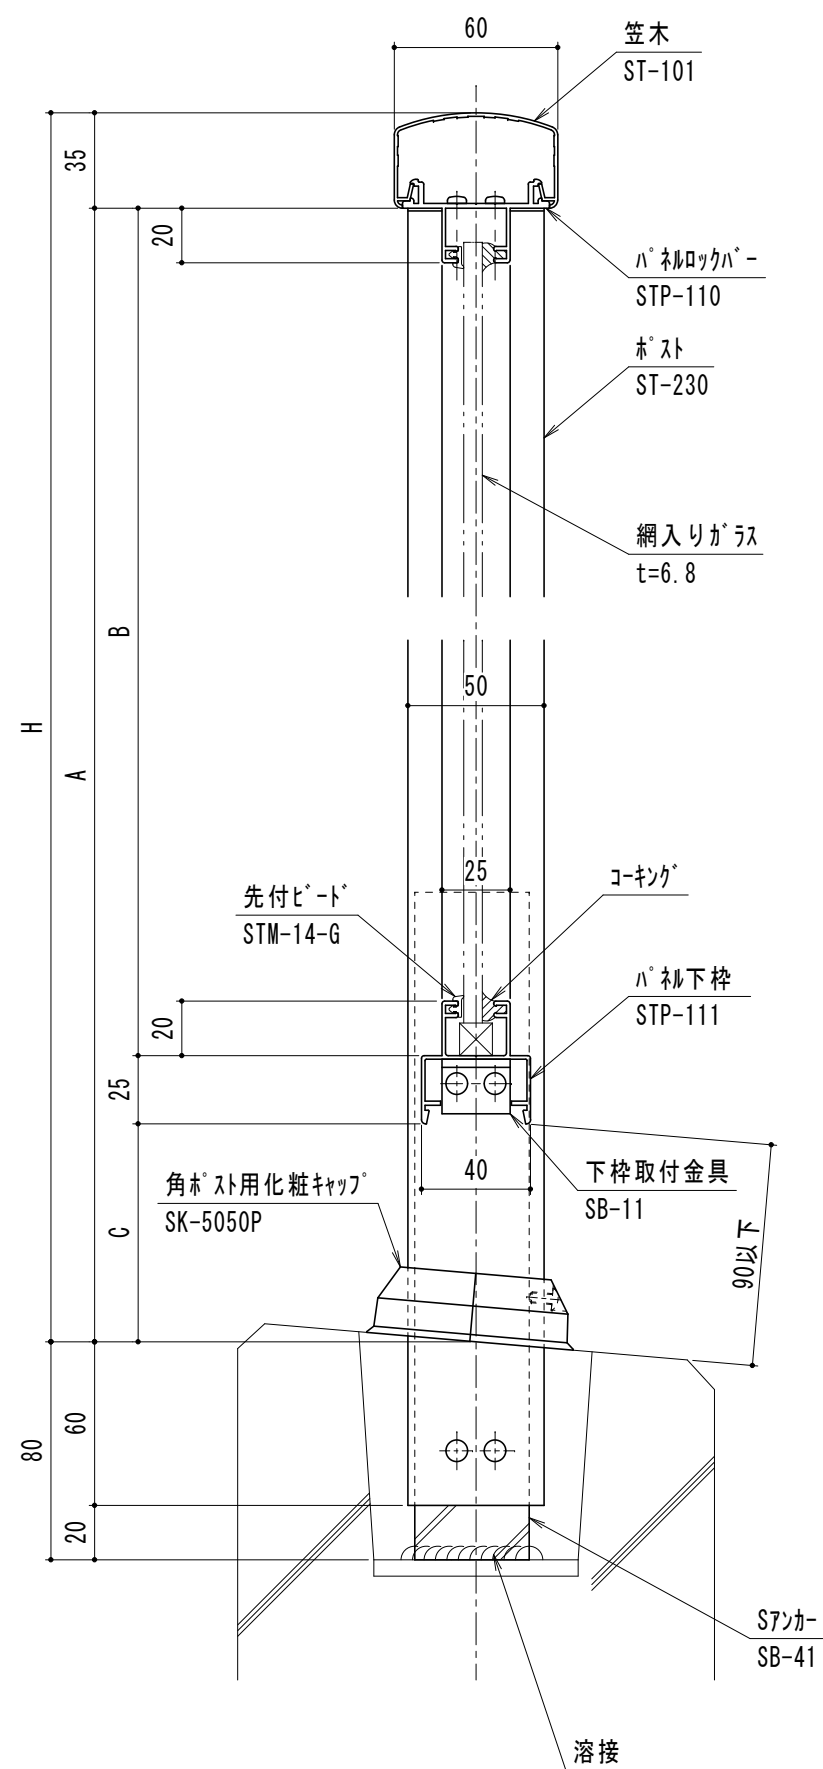 60
笠木
ST-101
35
20
パネルロックバー
STP-110
ポスト
ST-230
網入りガラス
t=6.8
B
50
H
A
25
先付ビード
STM-14-G
コーキング
パネル下枠
STP-111
20
25
40
下枠取付金具
SB-11
角ポスト用化粧キャップ
SK-5050P
C
90以下
60
80
20
Sアンカー
SB-41
溶接